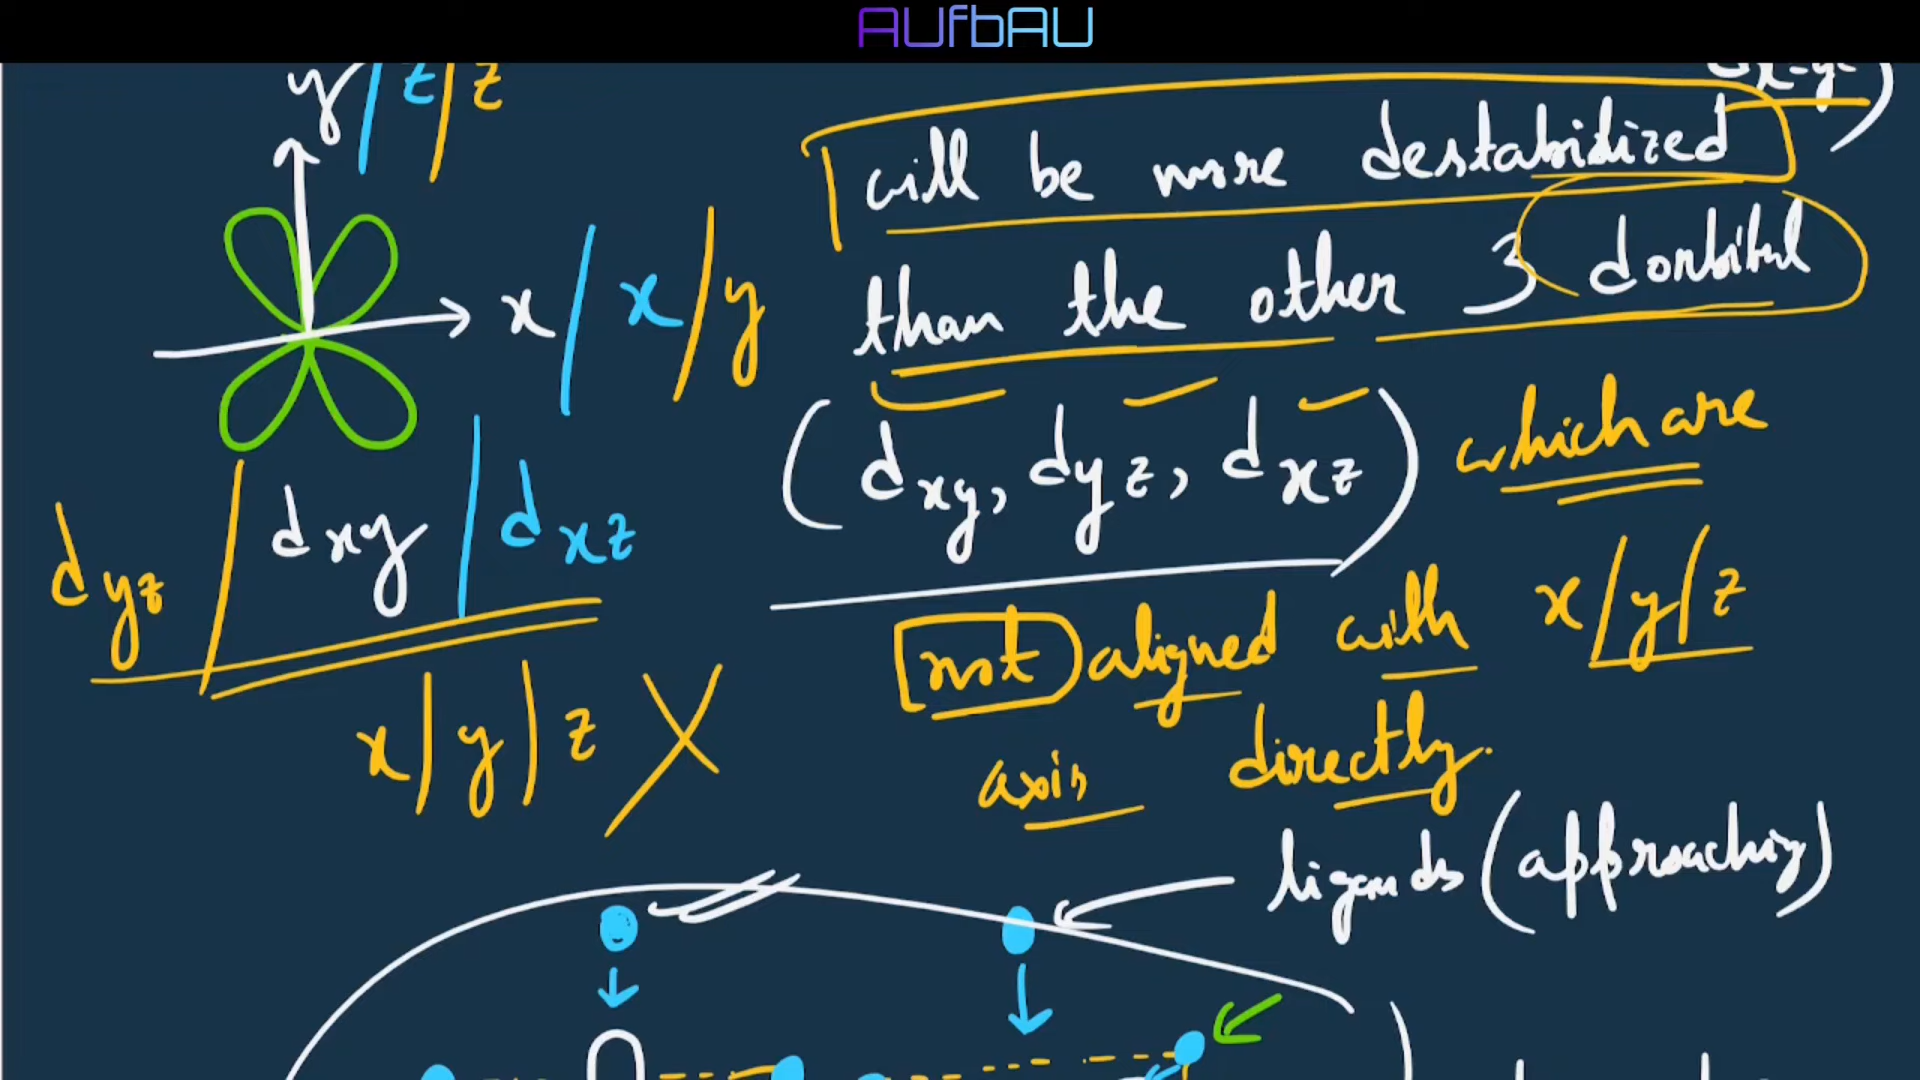 AUfbAU
y/z/z
x/x/y
dyz/dxy/dxz
x/y/z X
will be more destabidized
than the other 3 d orbital
(dxy, dyz, dxz) which are
not aligned with x/y/z
axis directly.
ligands (approaching)